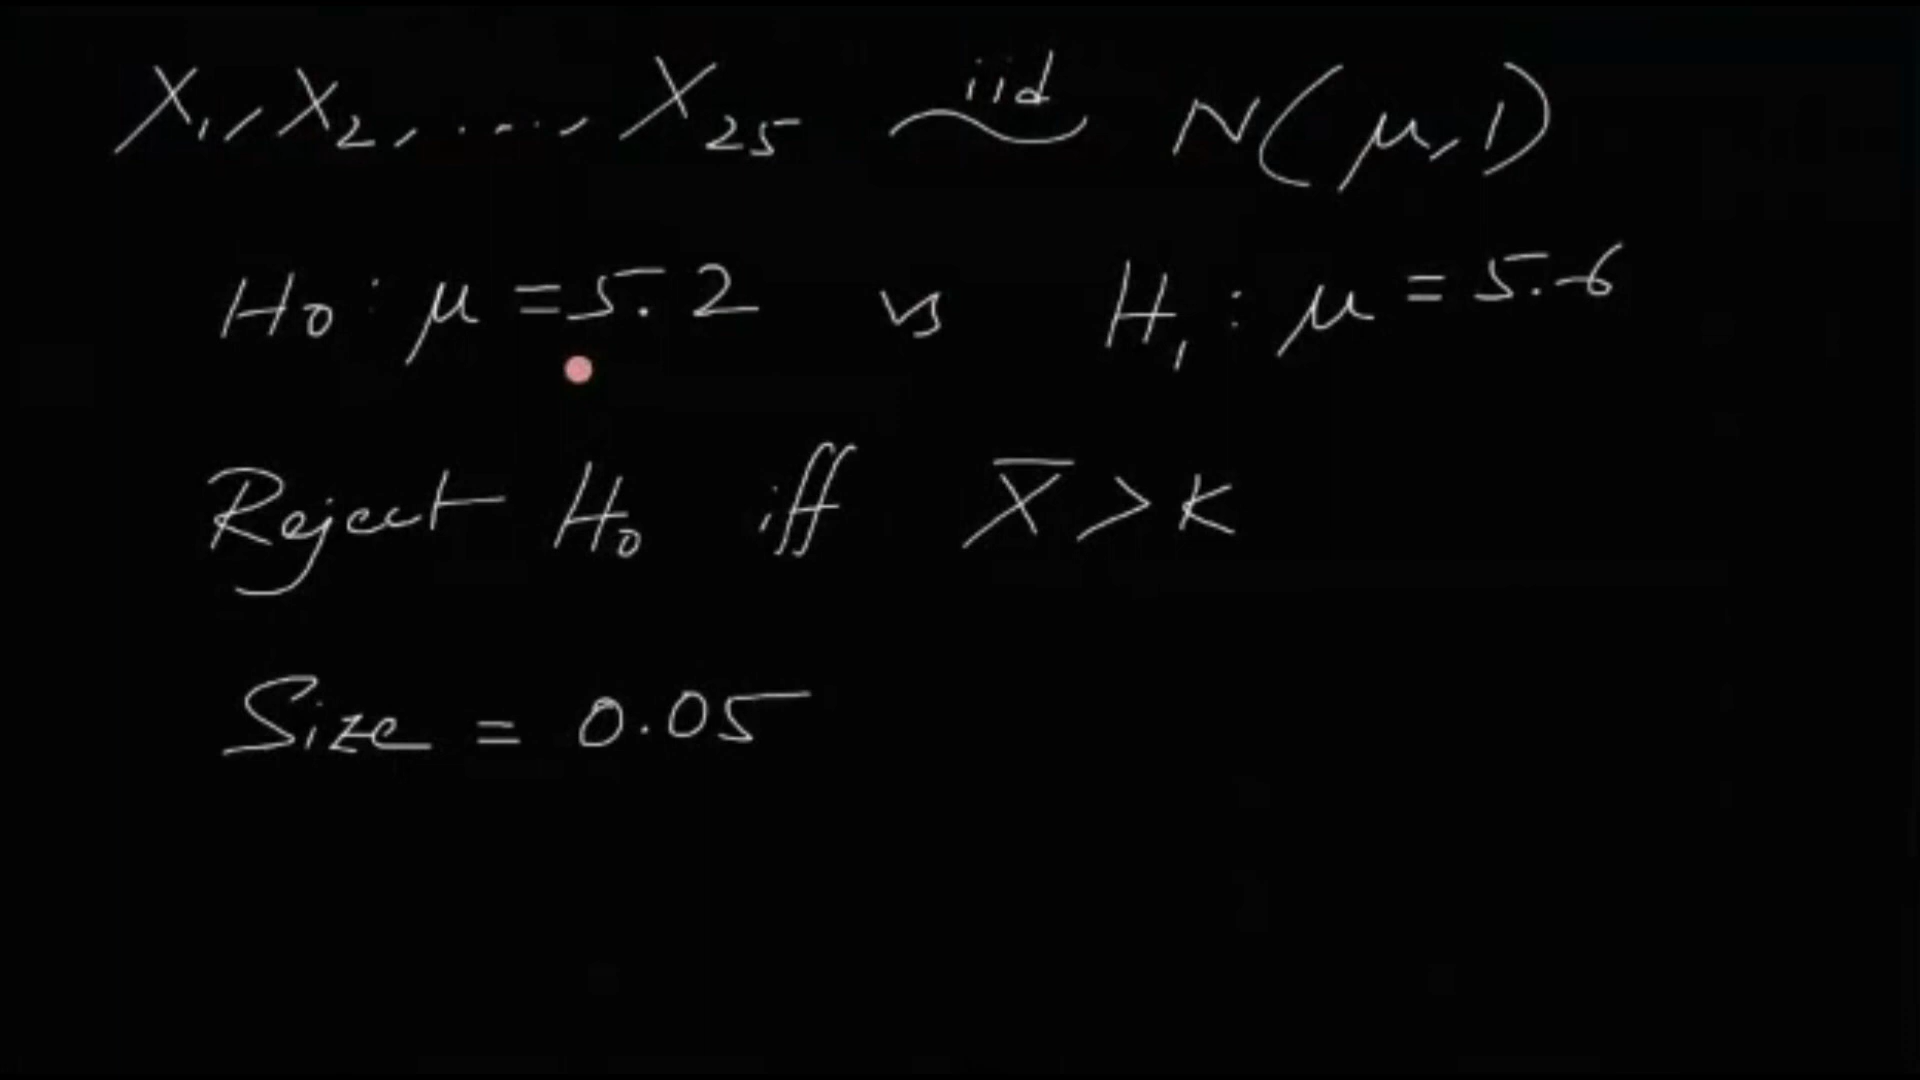 X₁, X₂, ...., X₂₅ iid ~ N(μ, 1)
H₀ : μ = 5.2 vs H₁ : μ = 5.6
Reject H₀ iff X̄ > K
Size = 0.05